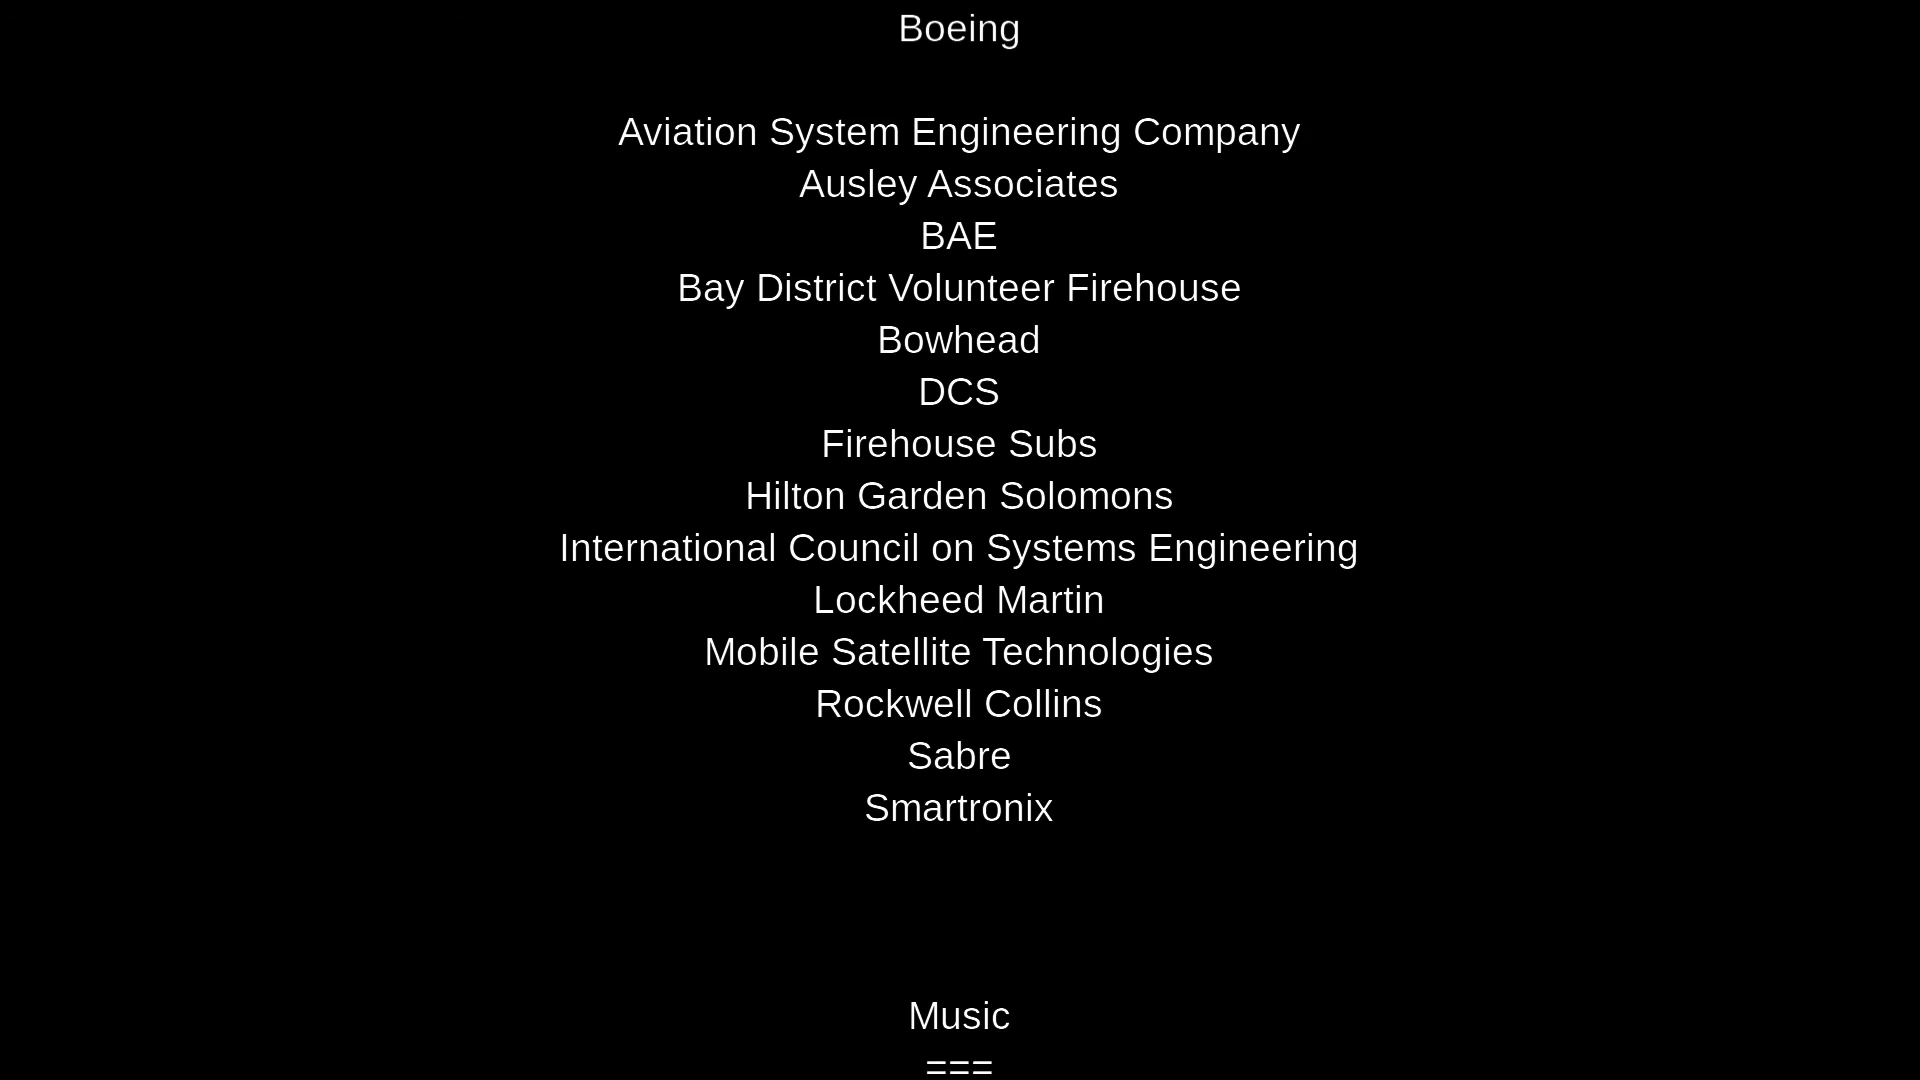 Boeing
Aviation System Engineering Company
Ausley Associates
BAE
Bay District Volunteer Firehouse
Bowhead
DCS
Firehouse Subs
Hilton Garden Solomons
International Council on Systems Engineering
Lockheed Martin
Mobile Satellite Technologies
Rockwell Collins
Sabre
Smartronix
Music
===